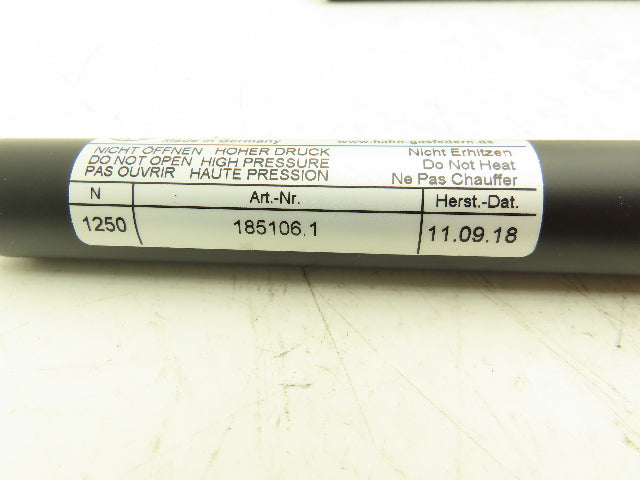 Made in Germany www.hahn-gasfedern.de
NICHT ÖFFNEN HOHER DRUCK Nicht Erhitzen
DO NOT OPEN HIGH PRESSURE Do Not Heat
PAS OUVRIR HAUTE PRESSION Ne Pas Chauffer
N Art.-Nr. Herst.-Dat.
1250 185106.1 11.09.18